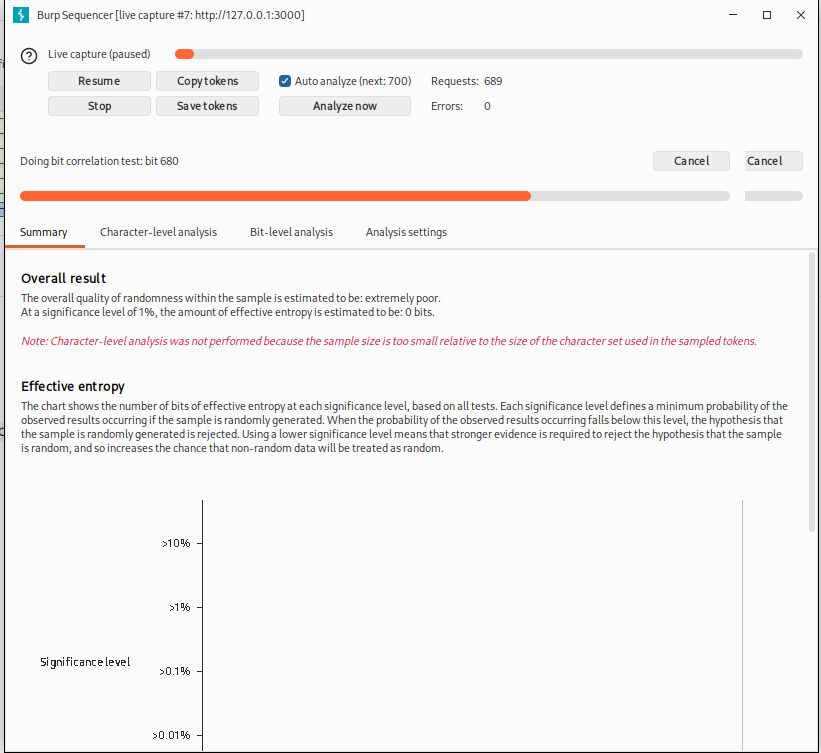 Burp Sequencer [live capture #7: http://127.0.0.1:3000]
Live capture (paused)
Resume Copy tokens Auto analyze (next: 700) Requests: 689
Stop Save tokens Analyze now Errors: 0
Doing bit correlation test: bit 680 Cancel Cancel
Summary Character-level analysis Bit-level analysis Analysis settings
Overall result
The overall quality of randomness within the sample is estimated to be: extremely poor.
At a significance level of 1%, the amount of effective entropy is estimated to be: 0 bits.
Note: Character-level analysis was not performed because the sample size is too small relative to the size of the character set used in the sampled tokens.
Effective entropy
The chart shows the number of bits of effective entropy at each significance level, based on all tests. Each significance level defines a minimum probability of the
observed results occurring if the sample is randomly generated. When the probability of the observed results occurring falls below this level, the hypothesis that
the sample is randomly generated is rejected. Using a lower significance level means that stronger evidence is required to reject the hypothesis that the sample
is random, and so increases the chance that non-random data will be treated as random.
>10%
>1%
Significance level
>0.1%
>0.01%